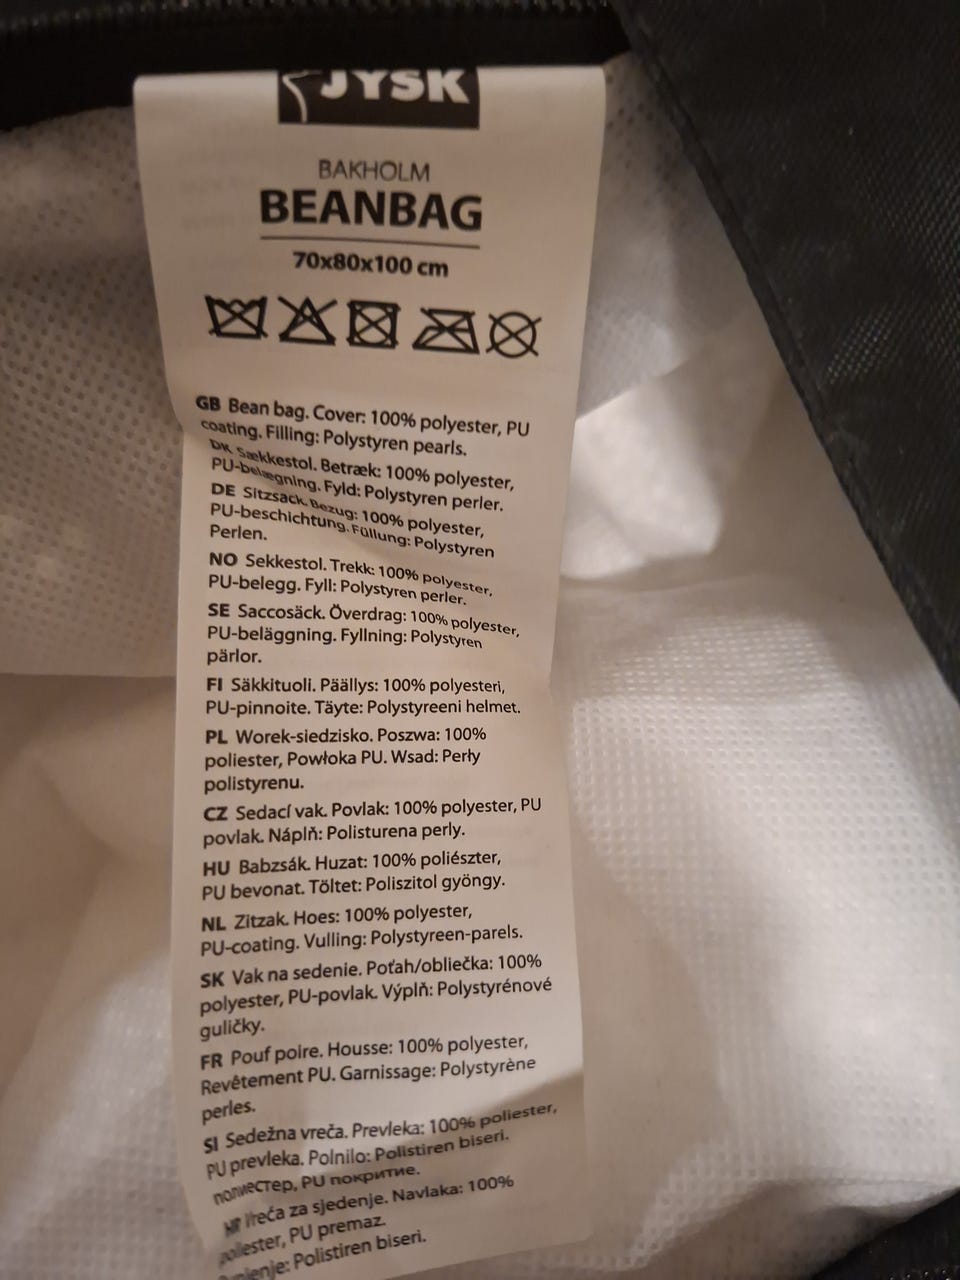 JYSK
BAKHOLM
BEANBAG
70x80x100 cm
GB Bean bag. Cover: 100% polyester, PU
coating. Filling: Polystyren pearls.
DK Sækkestol. Betræk: 100% polyester,
PU-belægning. Fyld: Polystyren perler.
DE Sitzsack. Bezug: 100% polyester,
PU-beschichtung. Füllung: Polystyren
Perlen.
NO Sekkestol. Trekk: 100% polyester,
PU-belegg. Fyll: Polystyren perler.
SE Saccosäck. Överdrag: 100% polyester,
PU-beläggning. Fyllning: Polystyren
pärlor.
FI Säkkituoli. Päällys: 100% polyesteri,
PU-pinnoite. Täyte: Polystyreeni helmet.
PL Worek-siedzisko. Poszwa: 100%
poliester, Powłoka PU. Wsad: Perły
polistyrenu.
CZ Sedací vak. Povlak: 100% polyester, PU
povlak. Náplň: Polisturena perly.
HU Babzsák. Huzat: 100% poliészter,
PU bevonat. Töltet: Poliszitol gyöngy.
NL Zitzak. Hoes: 100% polyester,
PU-coating. Vulling: Polystyreen-parels.
SK Vak na sedenie. Poťah/obliečka: 100%
polyester, PU-povlak. Výplň: Polystyrénové
guličky.
FR Pouf poire. Housse: 100% polyester,
Revêtement PU. Garnissage: Polystyrène
perles.
SI Sedežna vreča. Prevleka: 100% poliester,
PU prevleka. Polnilo: Polistiren biseri.
полиестер, PU покритие.
HR Vreća za sjedenje. Navlaka: 100%
poliester, PU premaz.
Polistiren biseri.